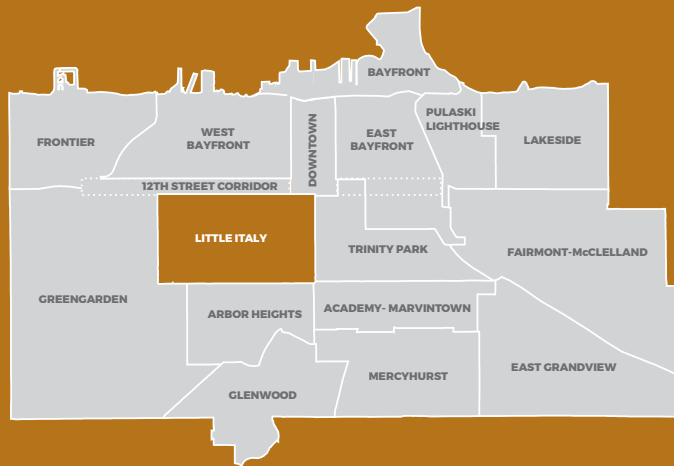 BAYFRONT
PULASKI
LIGHTHOUSE
FRONTIER
WEST
BAYFRONT
DOWNTOWN
EAST
BAYFRONT
LAKESIDE
12TH STREET CORRIDOR
LITTLE ITALY
TRINITY PARK
FAIRMONT-McCLELLAND
GREENGARDEN
ARBOR HEIGHTS
ACADEMY- MARVINTOWN
MERCYHURST
EAST GRANDVIEW
GLENWOOD